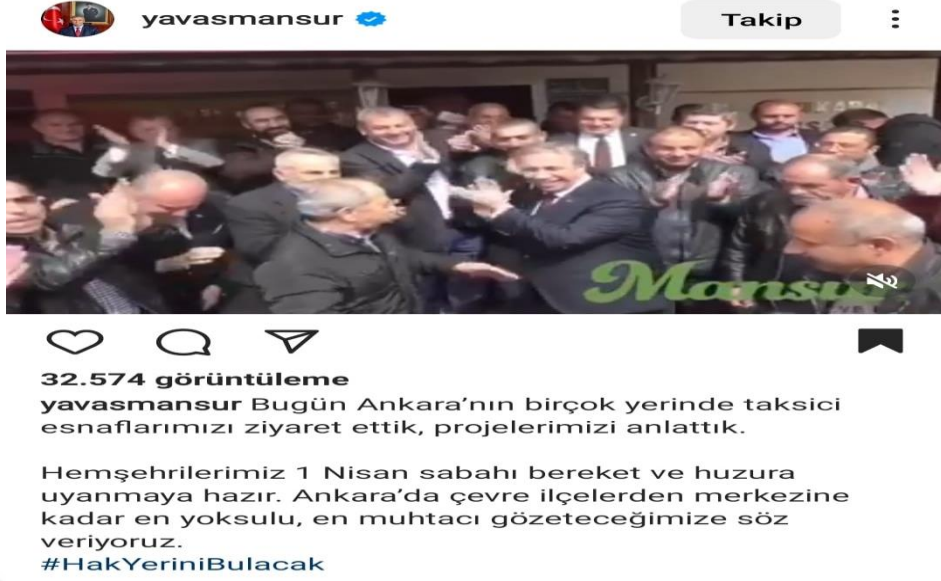 yavasmansur
Takip
Mansur
32.574 görüntüleme
yavasmansur Bugün Ankara’nın birçok yerinde taksici
esnaflarımızı ziyaret ettik, projelerimizi anlattık.
Hemşehrilerimiz 1 Nisan sabahı bereket ve huzura
uyanmaya hazır. Ankara’da çevre ilçelerden merkezine
kadar en yoksulu, en muhtacı gözeteceğimize söz
veriyoruz.
#HakYeriniBulacak